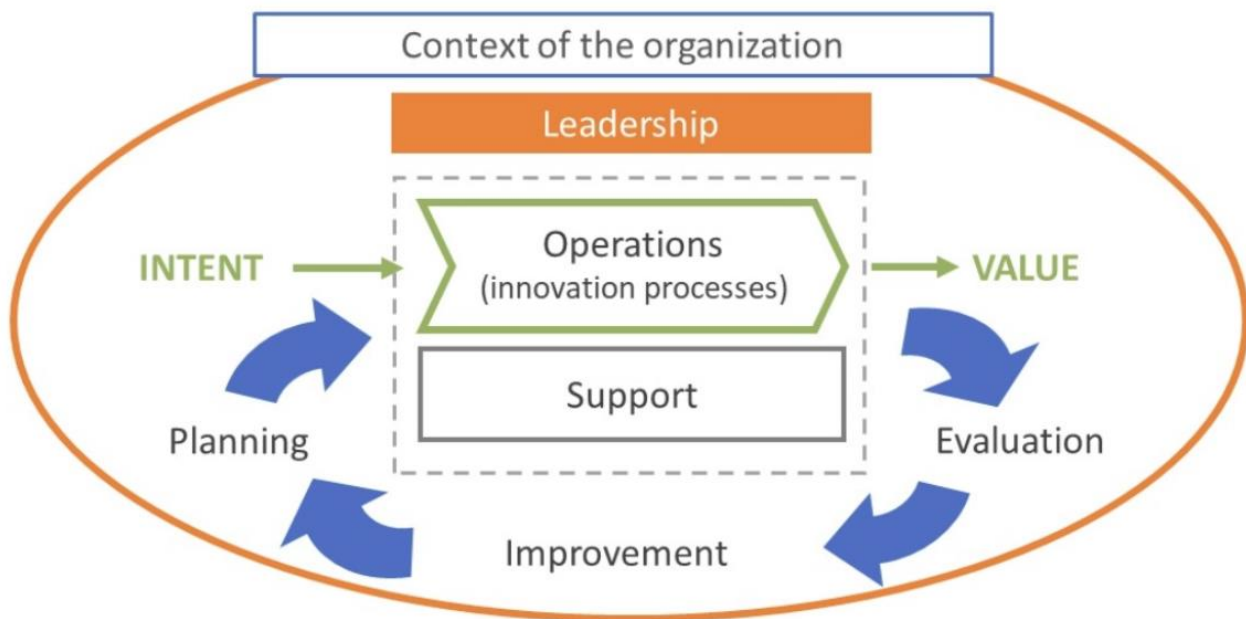 Context of the organization
Leadership
INTENT
Operations
(innovation processes)
VALUE
Support
Planning
Evaluation
Improvement